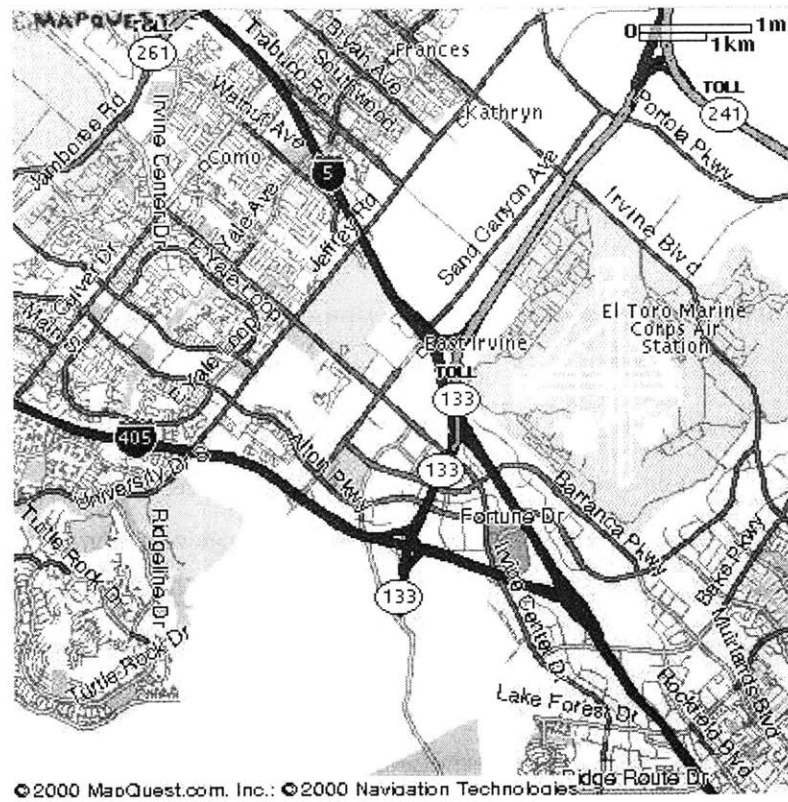 MAPQUEST
TOLL
261
0 1m
1km
Trabuco Rd
Bryan Ave
Southwood
Frances
Kathryn
TOLL
241
Portola Pkwy
Jamboree Rd
Irvine Center Dr
Walnut Ave
Como
Yale Ave
5
Jeffrey Rd
Sand Canyon Ave
Irvine Blvd
Culver Dr
E Yale Loop
Main St
E Yale Loop
East Irvine
El Toro Marine
Corps Air
Station
TOLL
133
405
Alton Pkwy
133
University Dr S
Fortune Dr
Barranca Pkwy
Turtle Rock Dr
Ridgeline Dr
133
Irvine Center Dr
Bake Pkwy
Turtle Rock Dr
Muirlands Blvd
Lake Forest Dr
Rockfield Blvd
Ridge Route Dr
©2000 MapQuest.com, Inc.; ©2000 Navigation Technologies